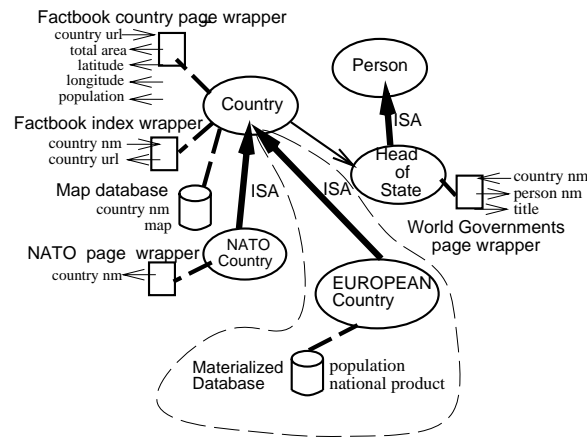 Factbook country page wrapper
country url
total area
latitude
longitude
population
Person
Country
ISA
Factbook index wrapper
country nm
country url
Head
of
State
Map database
country nm
map
ISA
ISA
country nm
person nm
title
World Governments
page wrapper
NATO page wrapper
country nm
NATO
Country
EUROPEAN
Country
Materialized
Database
population
national product